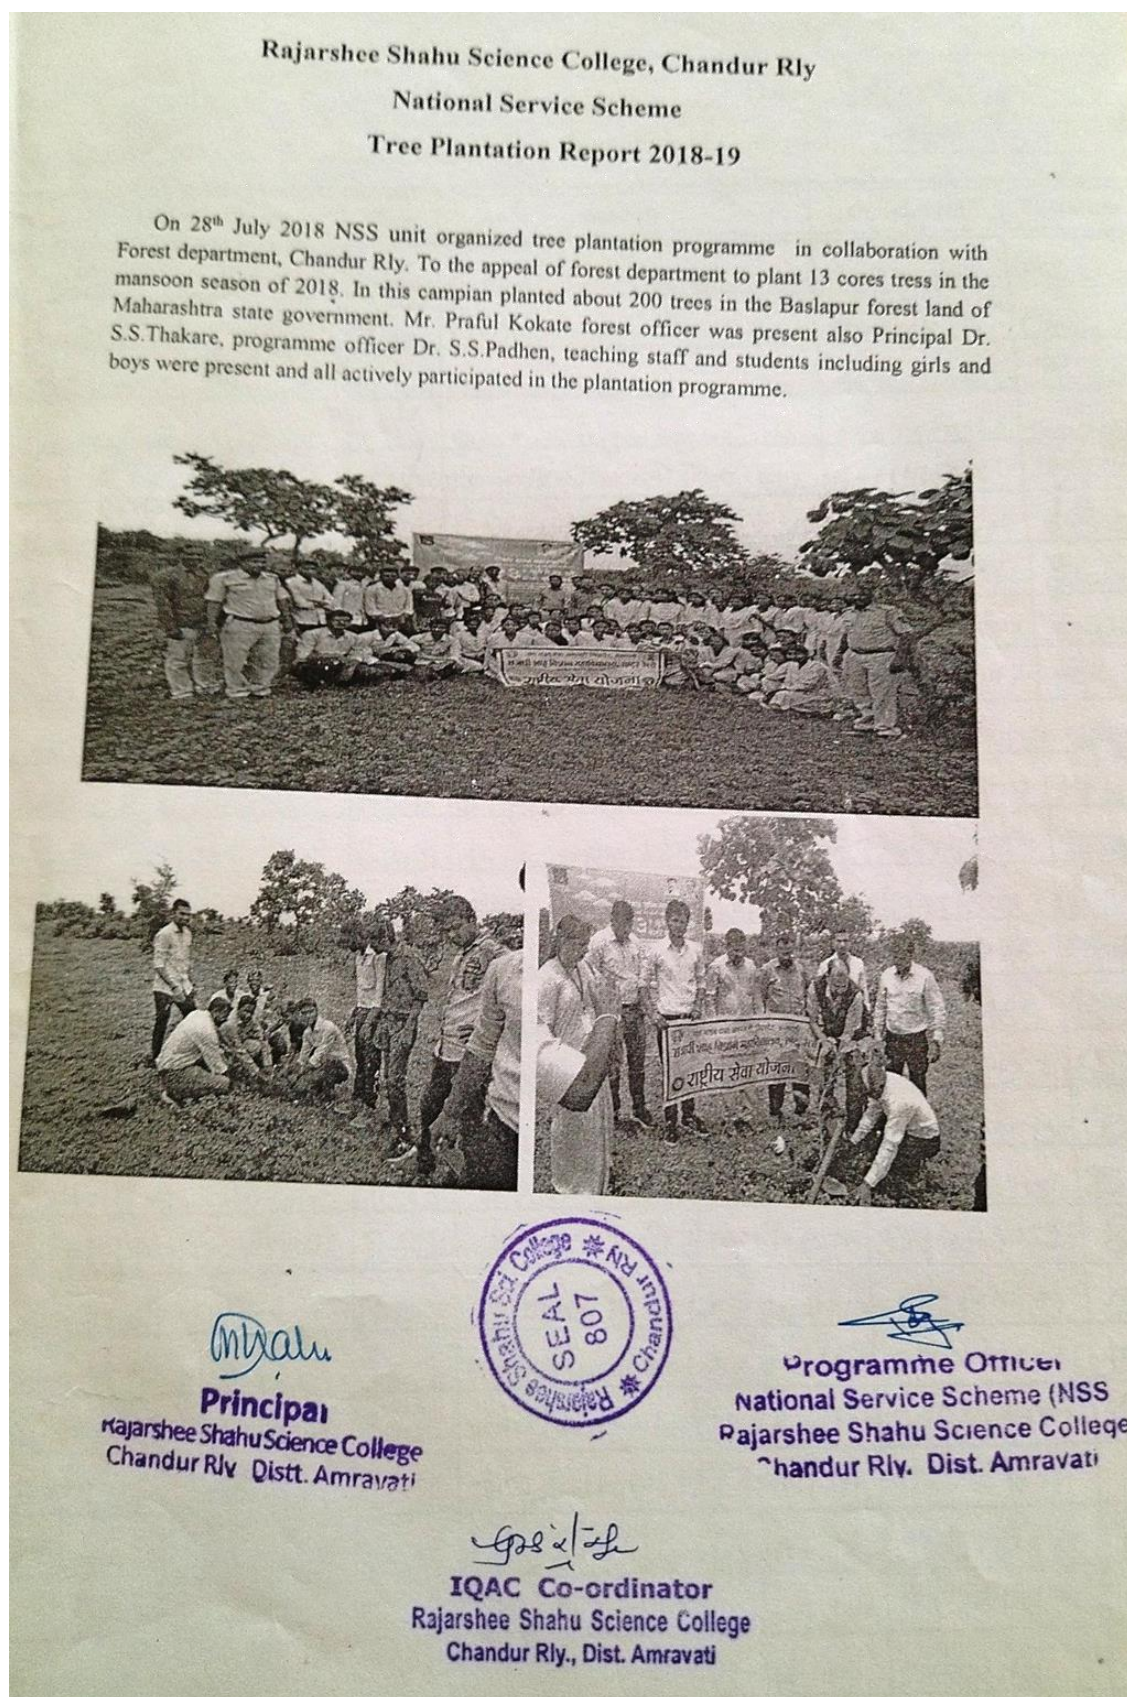 Rajarshee Shahu Science College, Chandur Rly
National Service Scheme
Tree Plantation Report 2018-19
On 28th July 2018 NSS unit organized tree plantation programme in collaboration with
Forest department, Chandur Rly. To the appeal of forest department to plant 13 cores tress in the
mansoon season of 2018. In this campian planted about 200 trees in the Baslapur forest land of
Maharashtra state government. Mr. Praful Kokate forest officer was present also Principal Dr.
S.S.Thakare, programme officer Dr. S.S.Padhen, teaching staff and students including girls and
boys were present and all actively participated in the plantation programme.
राष्ट्रीय सेवा योजना
राष्ट्रीय सेवा योजना
Rajarshee Shahu Sci. College
Chandur Rly
SEAL
807
Principal
Rajarshee Shahu Science College
Chandur Rly Distt. Amravati
Programme Officer
National Service Scheme (NSS
Rajarshee Shahu Science College
Chandur Rly. Dist. Amravati
IQAC Co-ordinator
Rajarshee Shahu Science College
Chandur Rly., Dist. Amravati